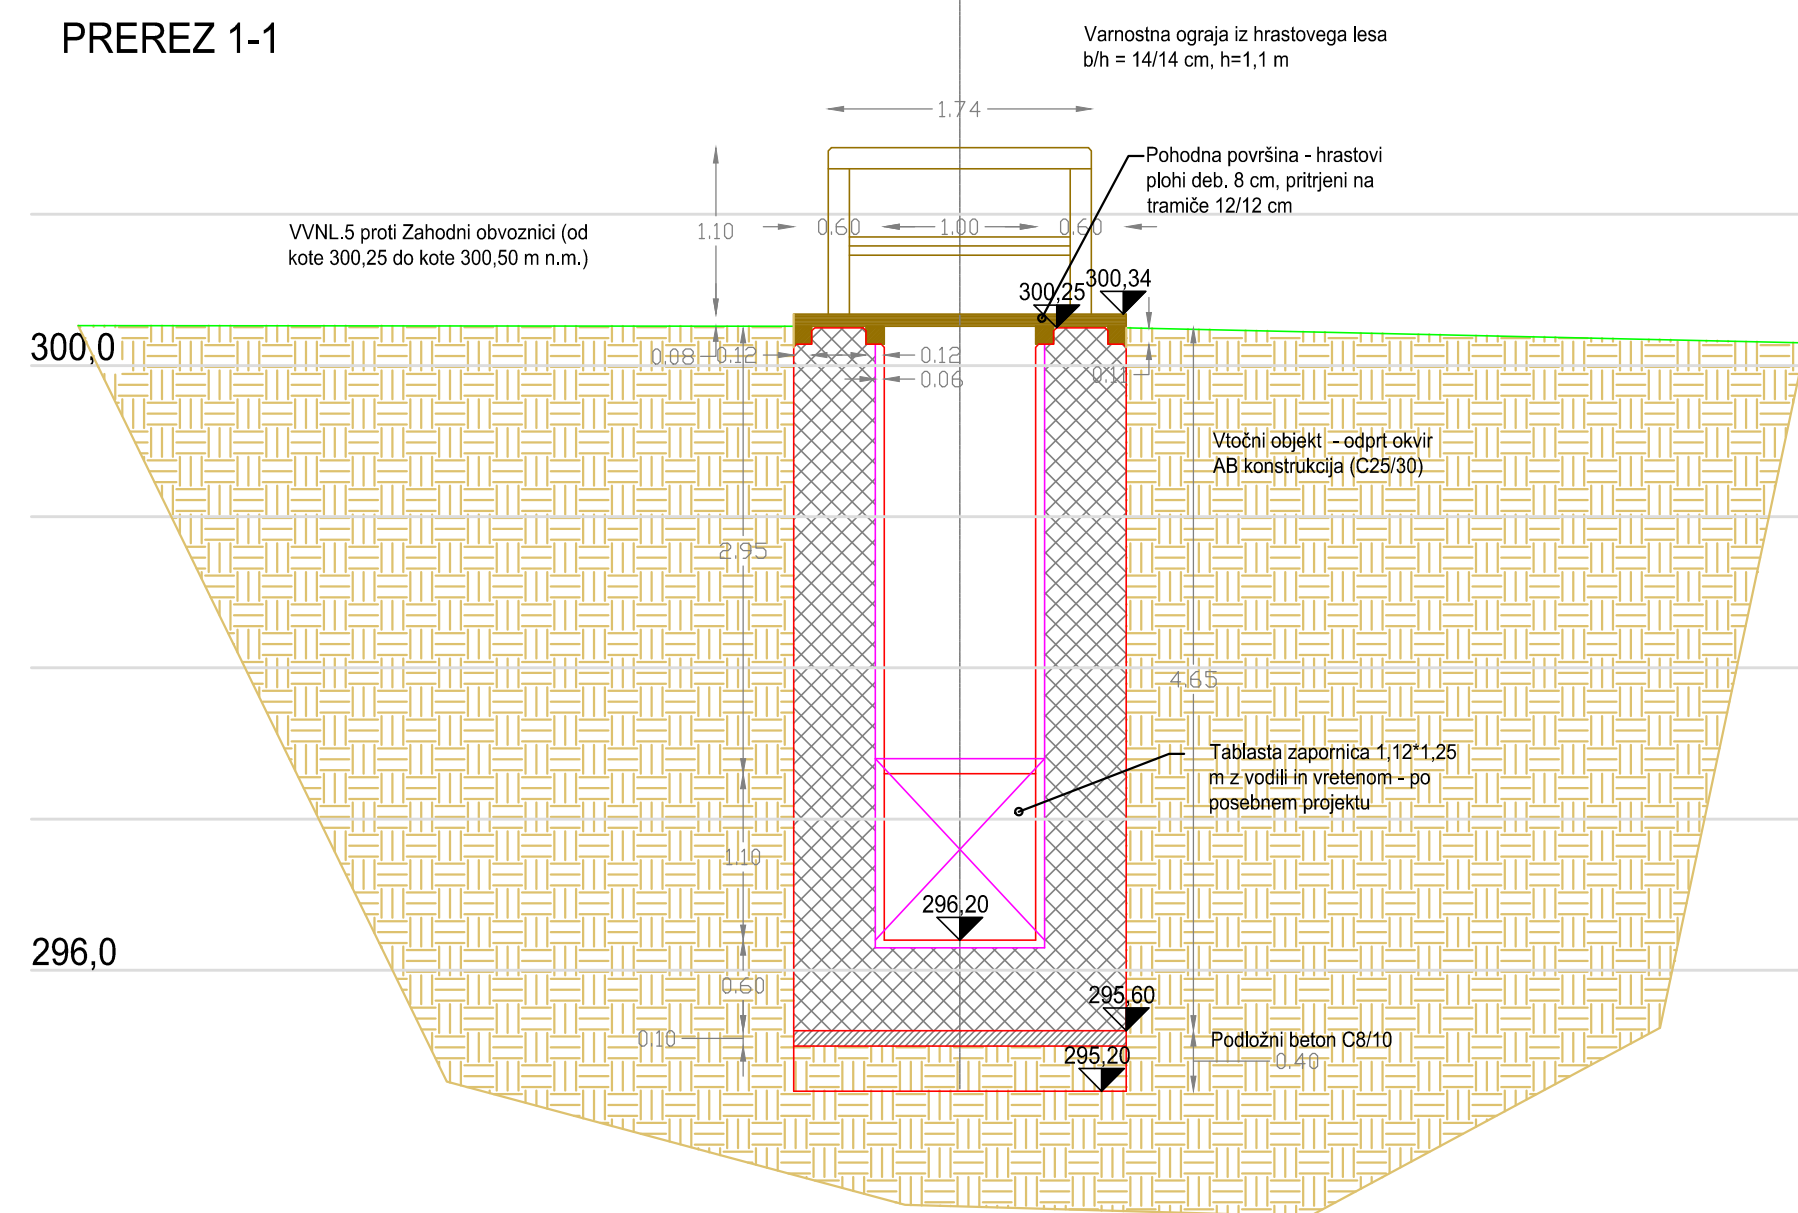 PREREZ 1-1
Varnostna ograja iz hrastovega lesa
b/h = 14/14 cm, h=1,1 m
1.74
Pohodna površina - hrastovi
plohi deb. 8 cm, pritrjeni na
tramiče 12/12 cm
VVNL.5 proti Zahodni obvoznici (od
kote 300,25 do kote 300,50 m n.m.)
1.10
0.60
1.00
0.60
300,25
300,34
300,0
0.08
0.12
0.12
0.06
0.11
Vtočni objekt - odprt okvir
AB konstrukcija (C25/30)
2.95
4.65
Tablasta zapornica 1,12*1,25
m z vodili in vretenom - po
posebnem projektu
1.10
296,20
296,0
0.60
295,60
0.10
Podložni beton C8/10
295,20
0.40